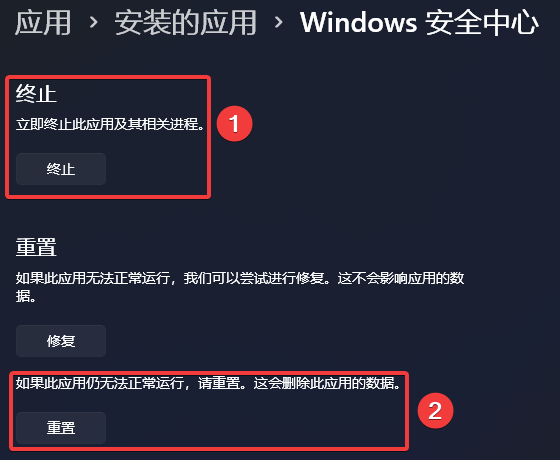 应用 > 安装的应用 > Windows 安全中心
终止
立即终止此应用及其相关进程。
1
终止
重置
如果此应用无法正常运行，我们可以尝试进行修复。这不会影响应用的数
据。
修复
如果此应用仍无法正常运行，请重置。这会删除此应用的数据。
2
重置